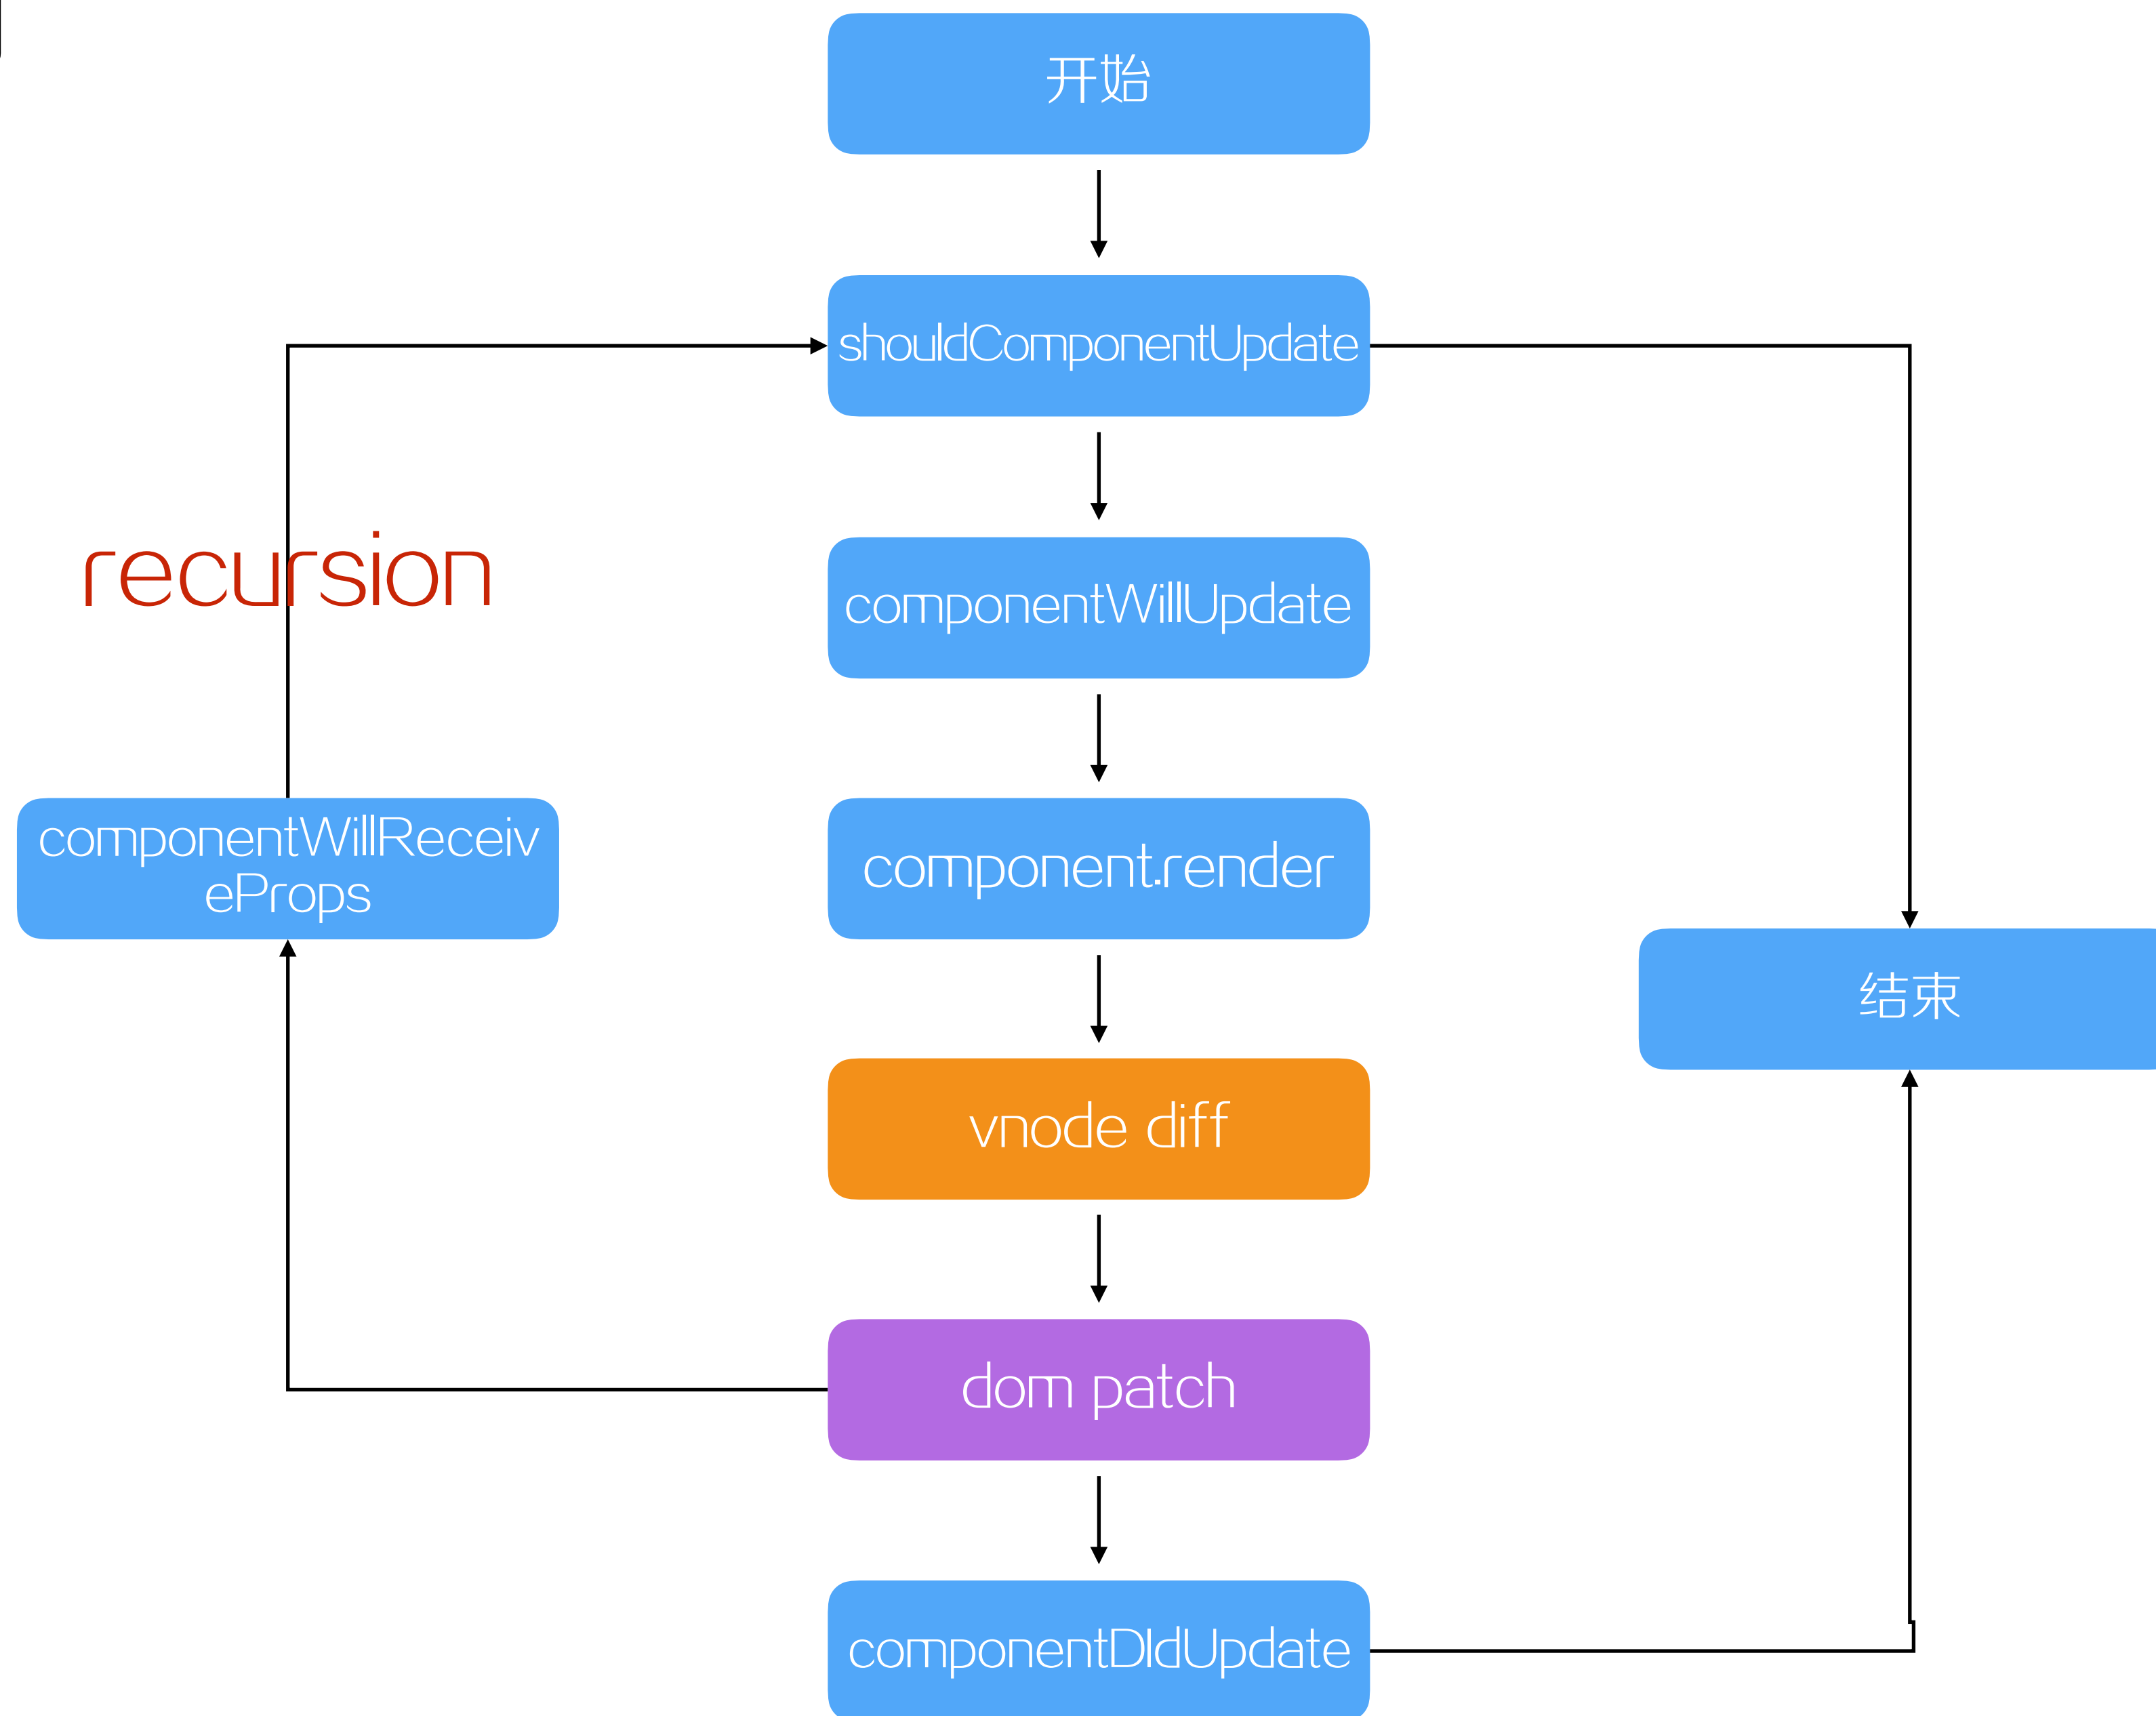 开始
shouldComponentUpdate
recursion
componentWillUpdate
componentWillReceiv
eProps
component.render
结束
vnode diff
dom patch
componentDIdUpdate